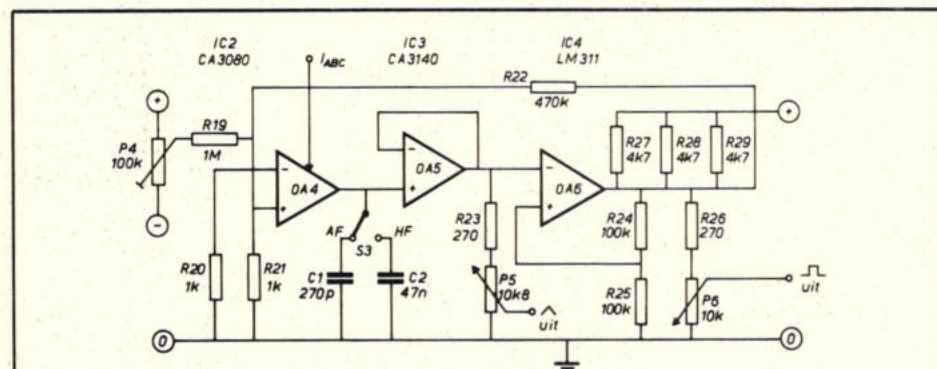 IC2
CA3080
I ABC
IC3
CA3140
IC4
LM311
R22
470k
+
P4
100k
−
R19
1M
−
+
OA4
−
+
OA5
−
+
OA6
R27
4k7
R28
4k7
R29
4k7
+
AF
S3
HF
R23
270
R24
100k
R26
270
R20
1k
R21
1k
C1
270p
C2
47n
P5
10k8
uit
R25
100k
P6
10k
uit
0
0